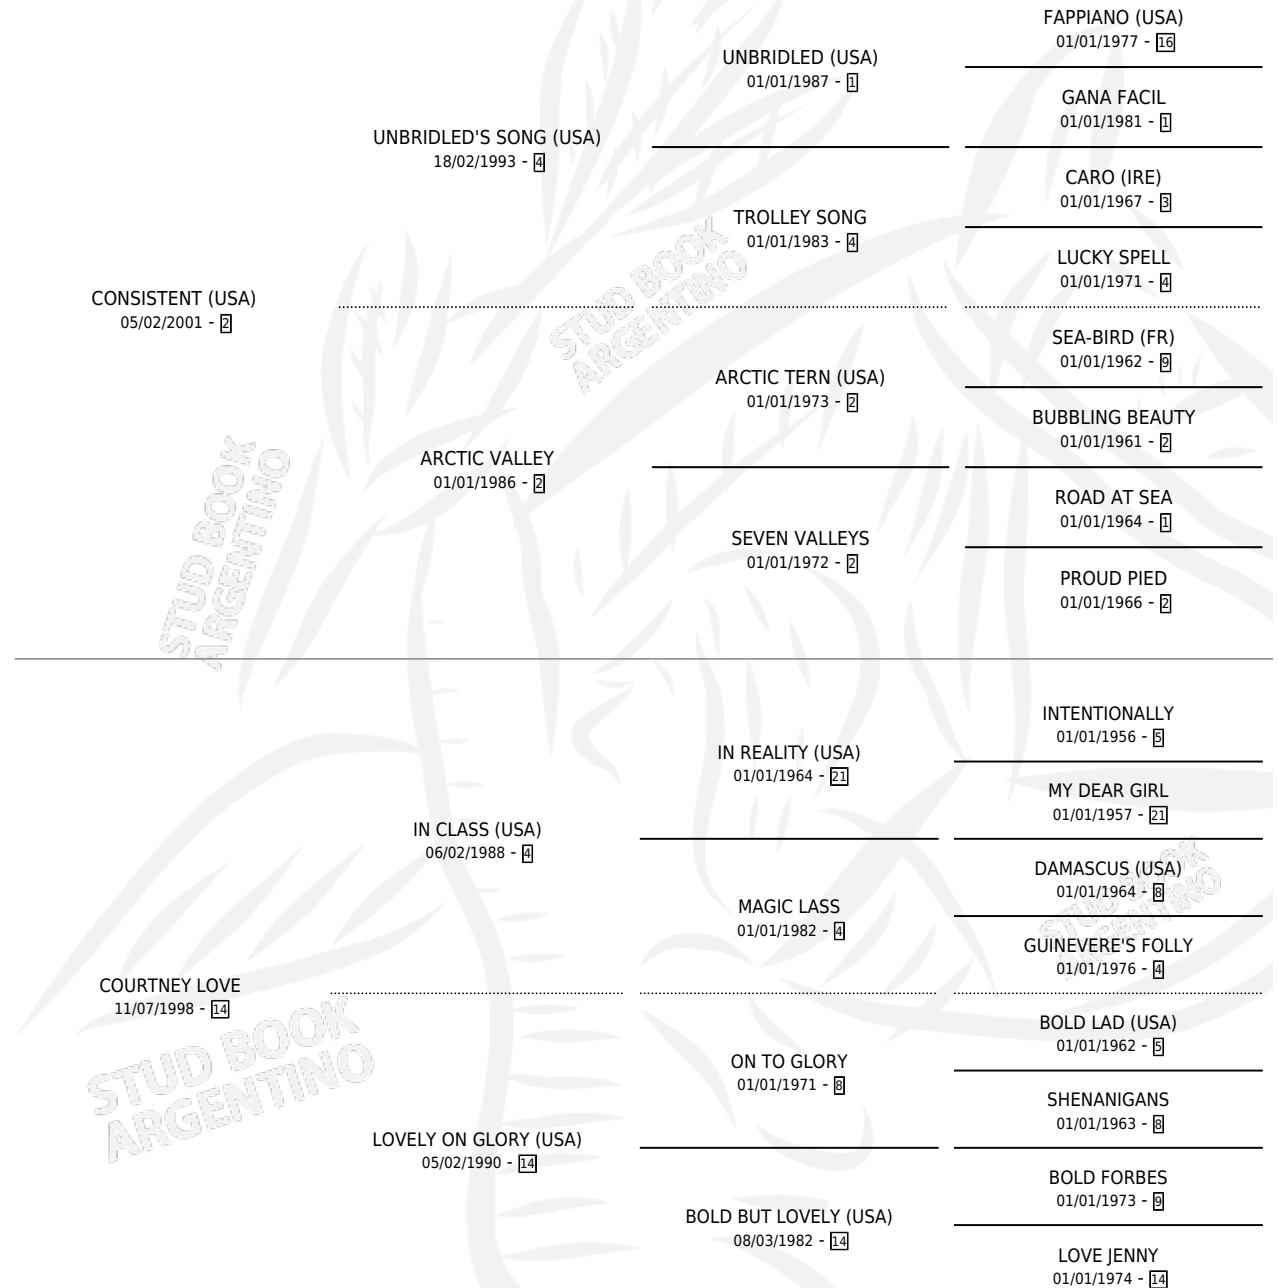 FAPPIANO (USA)
01/01/1977 - 16
UNBRIDLED (USA)
01/01/1987 - 1
GANA FACIL
01/01/1981 - 1
UNBRIDLED'S SONG (USA)
18/02/1993 - 4
CARO (IRE)
01/01/1967 - 3
TROLLEY SONG
01/01/1983 - 4
LUCKY SPELL
01/01/1971 - 4
CONSISTENT (USA)
05/02/2001 - 2
SEA-BIRD (FR)
01/01/1962 - 9
ARCTIC TERN (USA)
01/01/1973 - 2
BUBBLING BEAUTY
01/01/1961 - 2
ARCTIC VALLEY
01/01/1986 - 2
ROAD AT SEA
01/01/1964 - 1
SEVEN VALLEYS
01/01/1972 - 2
PROUD PIED
01/01/1966 - 2
INTENTIONALLY
01/01/1956 - 5
IN REALITY (USA)
01/01/1964 - 21
MY DEAR GIRL
01/01/1957 - 21
IN CLASS (USA)
06/02/1988 - 4
DAMASCUS (USA)
01/01/1964 - 8
MAGIC LASS
01/01/1982 - 4
GUINEVERE'S FOLLY
01/01/1976 - 4
COURTNEY LOVE
11/07/1998 - 14
BOLD LAD (USA)
01/01/1962 - 5
ON TO GLORY
01/01/1971 - 8
SHENANIGANS
01/01/1963 - 8
LOVELY ON GLORY (USA)
05/02/1990 - 14
BOLD FORBES
01/01/1973 - 9
BOLD BUT LOVELY (USA)
08/03/1982 - 14
LOVE JENNY
01/01/1974 - 14
STUD BOOK
ARGENTINO
STUD BOOK
ARGENTINO
STUD BOOK
ARGENTINO
STUD BOOK
ARGENTINO